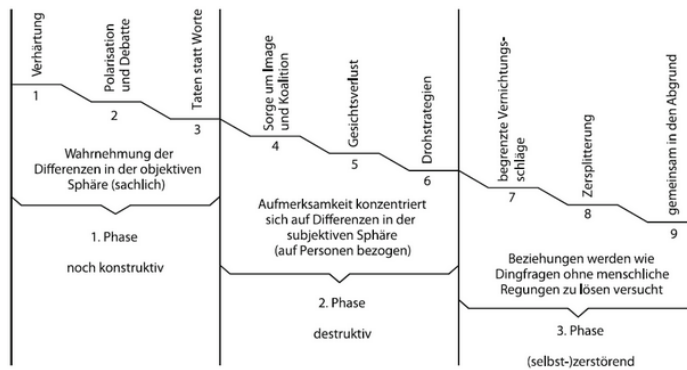 Verhärtung
1
Polarisation
und Debatte
2
Taten statt Worte
3
Wahrnehmung der
Differenzen in der objektiven
Sphäre (sachlich)
1. Phase
noch konstruktiv
Sorge um Image
und Koalition
4
Gesichtsverlust
5
Drohstrategien
6
Aufmerksamkeit konzentriert
sich auf Differenzen in der
subjektiven Sphäre
(auf Personen bezogen)
2. Phase
destruktiv
begrenzte Vernichtungs-
schläge
7
Zersplitterung
8
gemeinsam in den Abgrund
9
Beziehungen werden wie
Dingfragen ohne menschliche
Regungen zu lösen versucht
3. Phase
(selbst-)zerstörend